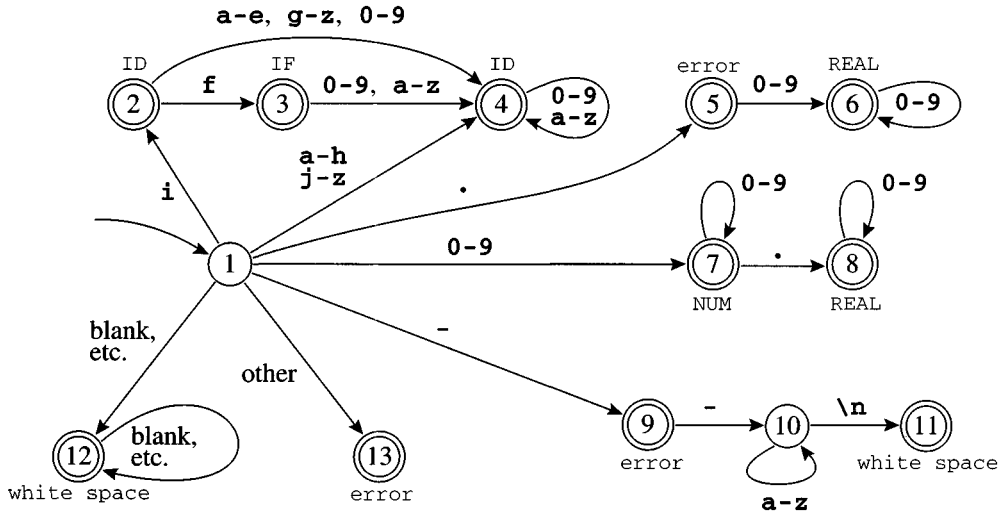 a-e, g-z, 0-9
ID IF ID error REAL
2 f 3 0-9, a-z 4 0-9 a-z 5 0-9 6 0-9
a-h
j-z
i . 0-9 0-9
1 0-9 7 . 8
NUM REAL
blank,
etc.
-
other
12 blank, etc. 13 9 - 10 \n 11
white space error error white space
a-z